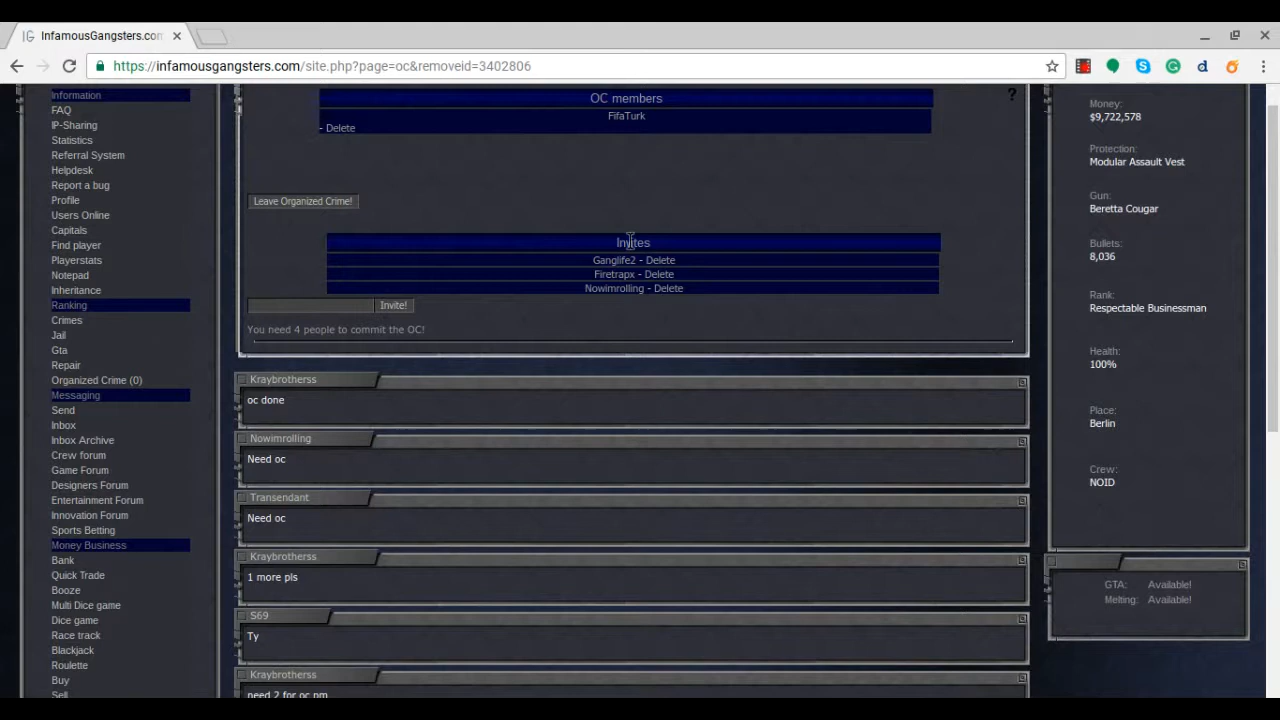 InfamousGangsters.com
https://infamousgangsters.com/site.php?page=oc&removeid=3402806
Information
FAQ
IP-Sharing
Statistics
Referral System
Helpdesk
Report a bug
Profile
Users Online
Capitals
Find player
Playerstats
Notepad
Inheritance
Ranking
Crimes
Jail
Gta
Repair
Organized Crime (0)
Messaging
Send
Inbox
Inbox Archive
Crew forum
Game Forum
Designers Forum
Entertainment Forum
Innovation Forum
Sports Betting
Money Business
Bank
Quick Trade
Booze
Multi Dice game
Dice game
Race track
Blackjack
Roulette
Buy
Sell
OC members
?
FifaTurk
- Delete
Leave Organized Crime!
Invites
Ganglife2 - Delete
Firetrapx - Delete
Nowimrolling - Delete
Invite!
You need 4 people to commit the OC!
Kraybrotherss
oc done
Nowimrolling
Need oc
Transendant
Need oc
Kraybrotherss
1 more pls
S69
Ty
Kraybrotherss
need 2 for oc pm
Money:
$9,722,578
Protection:
Modular Assault Vest
Gun:
Beretta Cougar
Bullets:
8,036
Rank:
Respectable Businessman
Health:
100%
Place:
Berlin
Crew:
NOID
GTA: Available!
Melting: Available!